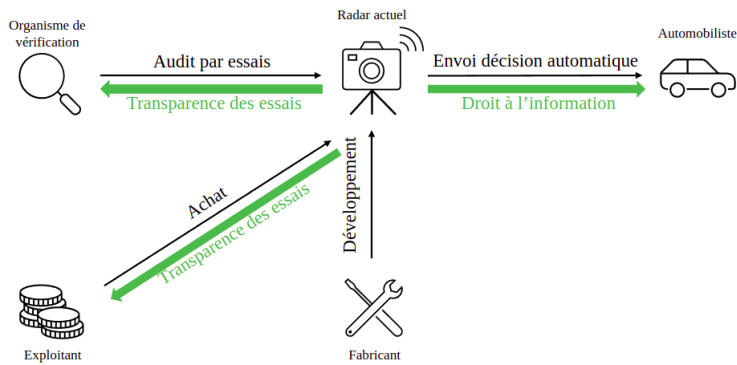 Organisme de
vérification
Radar actuel
Automobiliste
Audit par essais
Transparence des essais
Envoi décision automatique
Droit à l'information
Achat
Transparence des essais
Développement
Exploitant
Fabricant